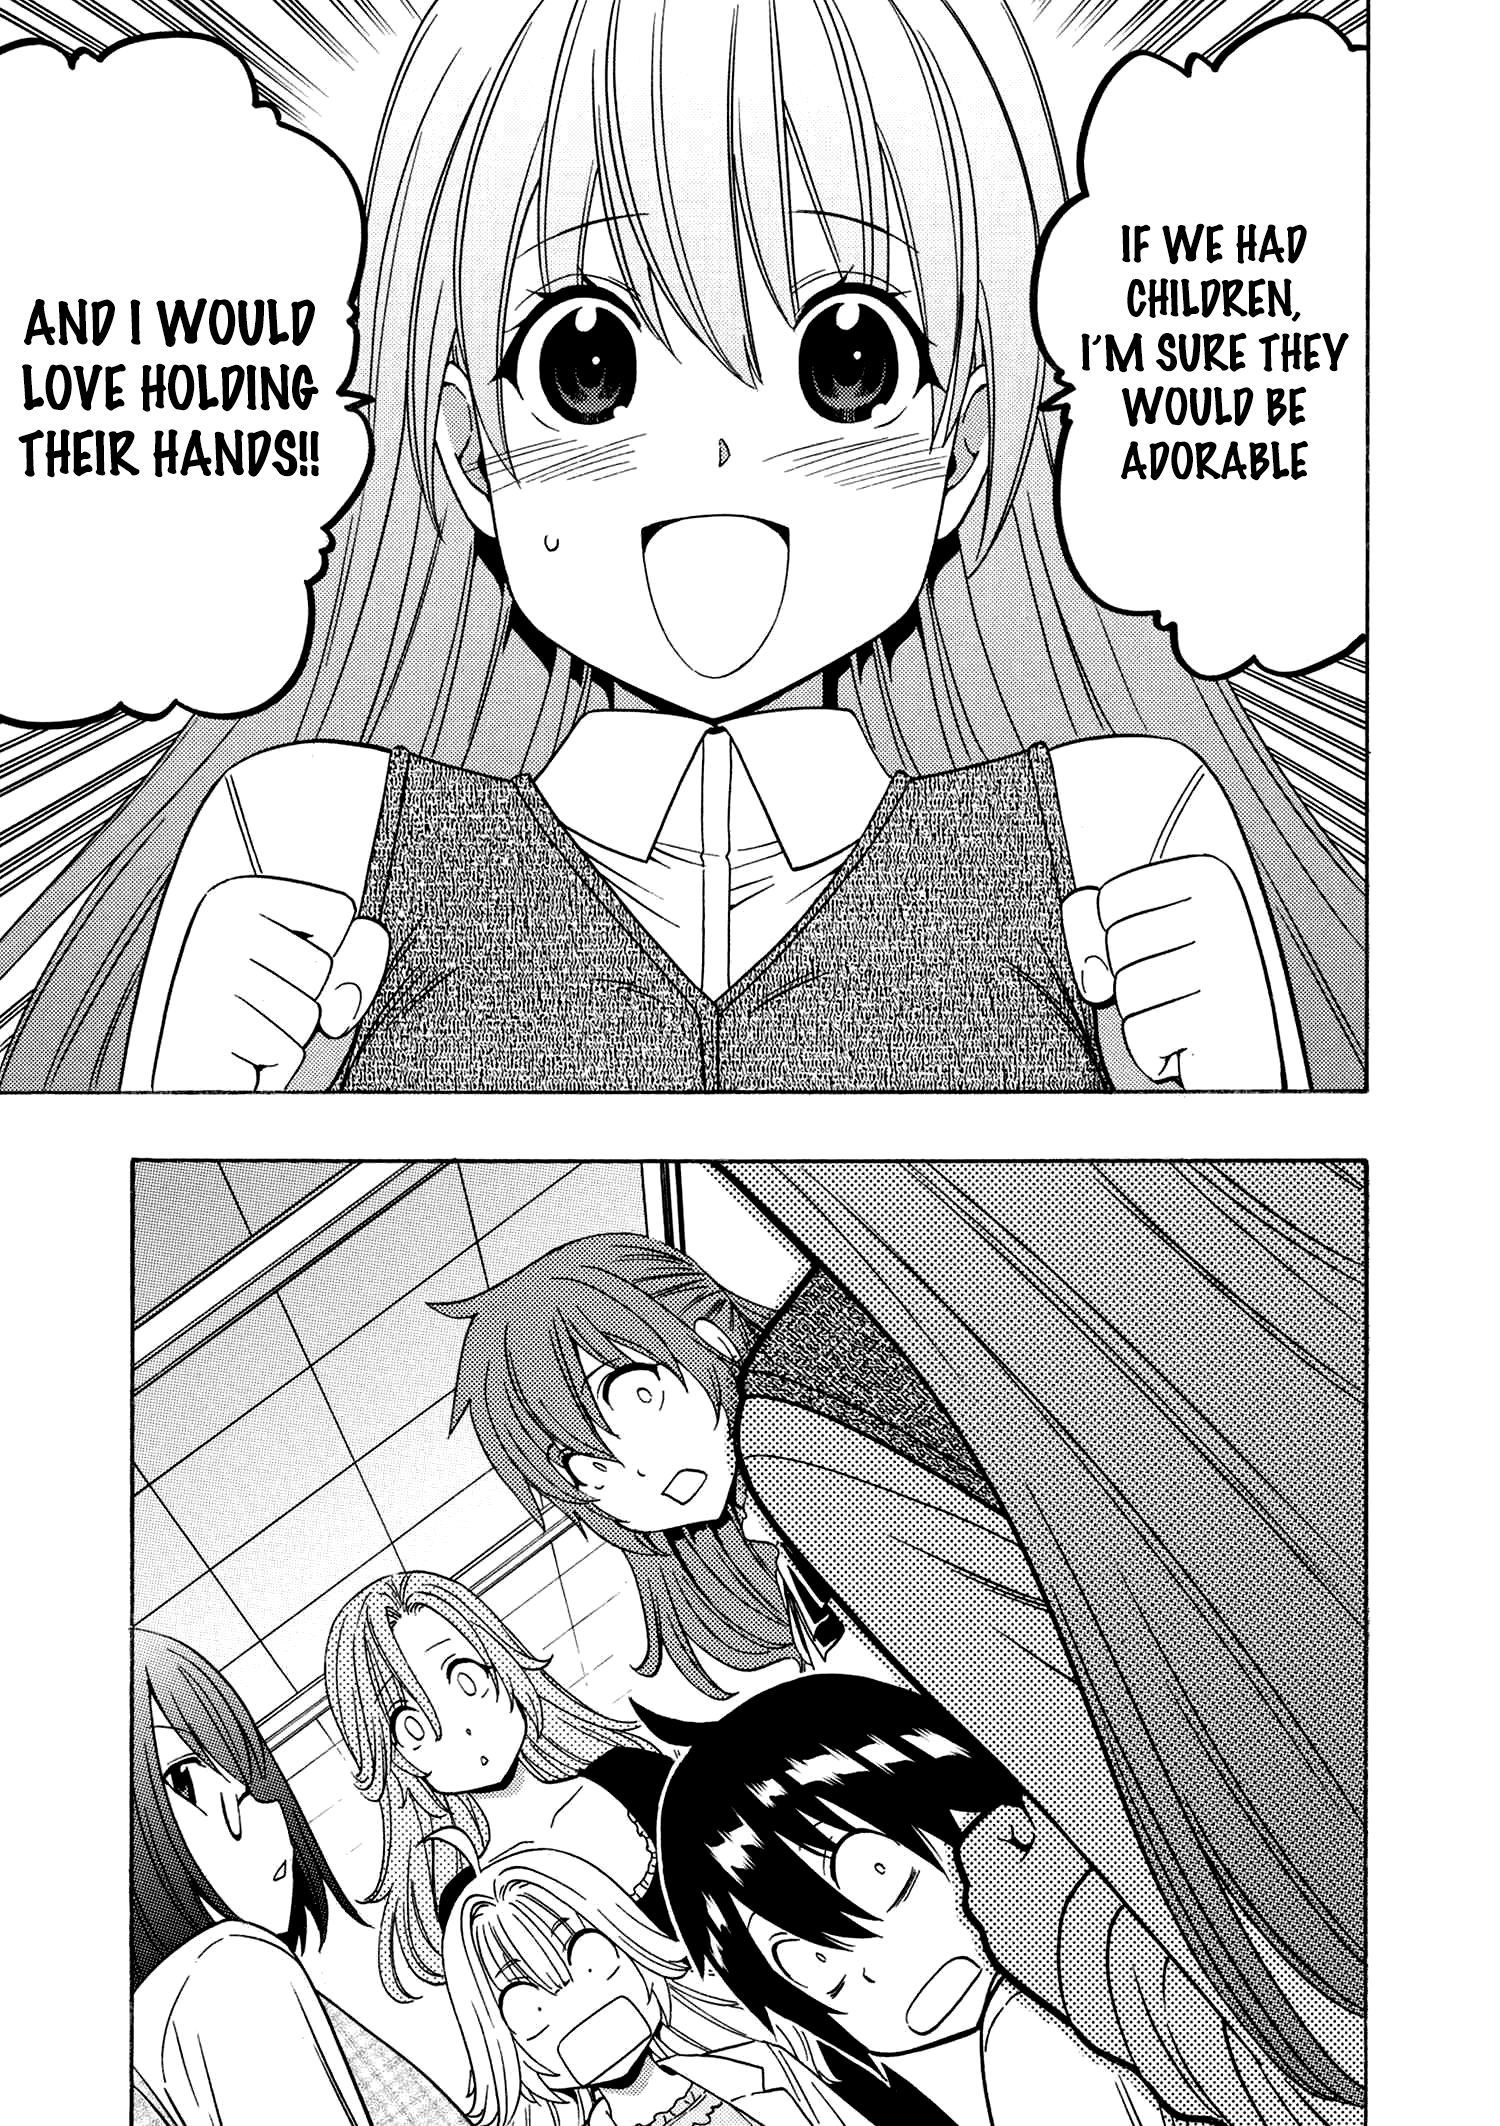 IF WE HAD
CHILDREN,
I'M SURE THEY
WOULD BE
ADORABLE
AND I WOULD
LOVE HOLDING
THEIR HANDS!!